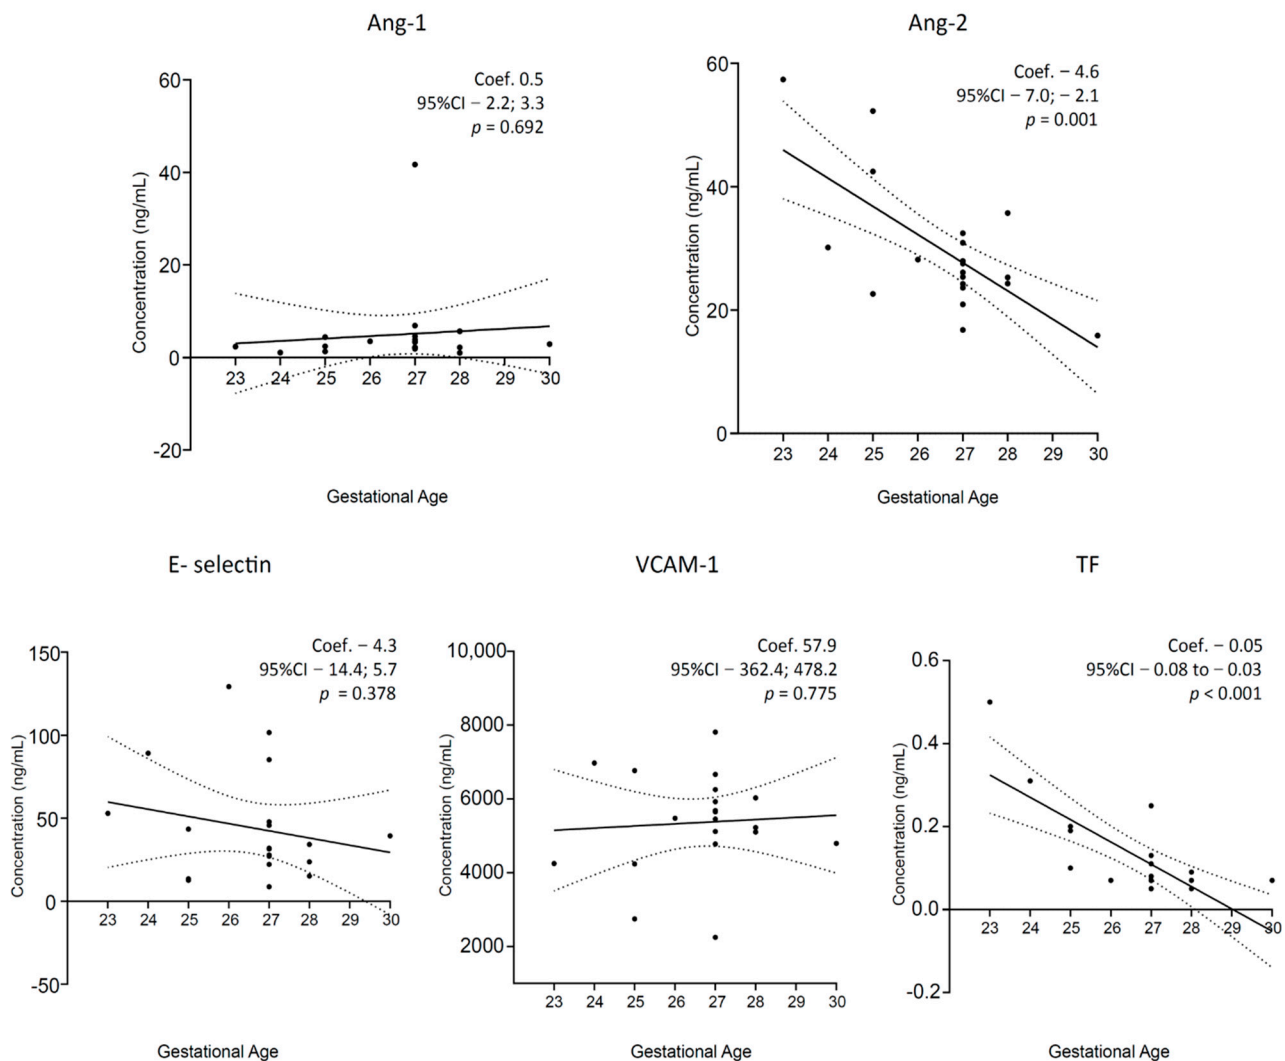 Ang-1
Coef. 0.5
95%CI − 2.2; 3.3
p = 0.692
Concentration (ng/mL)
60
40
20
0
-20
23 24 25 26 27 28 29 30
Gestational Age
Ang-2
Coef. − 4.6
95%CI − 7.0; − 2.1
p = 0.001
Concentration (ng/mL)
60
40
20
0
23 24 25 26 27 28 29 30
Gestational Age
E- selectin
Coef. − 4.3
95%CI − 14.4; 5.7
p = 0.378
Concentration (ng/mL)
150
100
50
0
-50
23 24 25 26 27 28 29 30
Gestational Age
VCAM-1
Coef. 57.9
95%CI − 362.4; 478.2
p = 0.775
Concentration (ng/mL)
10,000
8000
6000
4000
2000
23 24 25 26 27 28 29 30
Gestational Age
TF
Coef. − 0.05
95%CI − 0.08 to − 0.03
p < 0.001
Concentration (ng/mL)
0.6
0.4
0.2
0.0
-0.2
23 24 25 26 27 28 29 30
Gestational Age